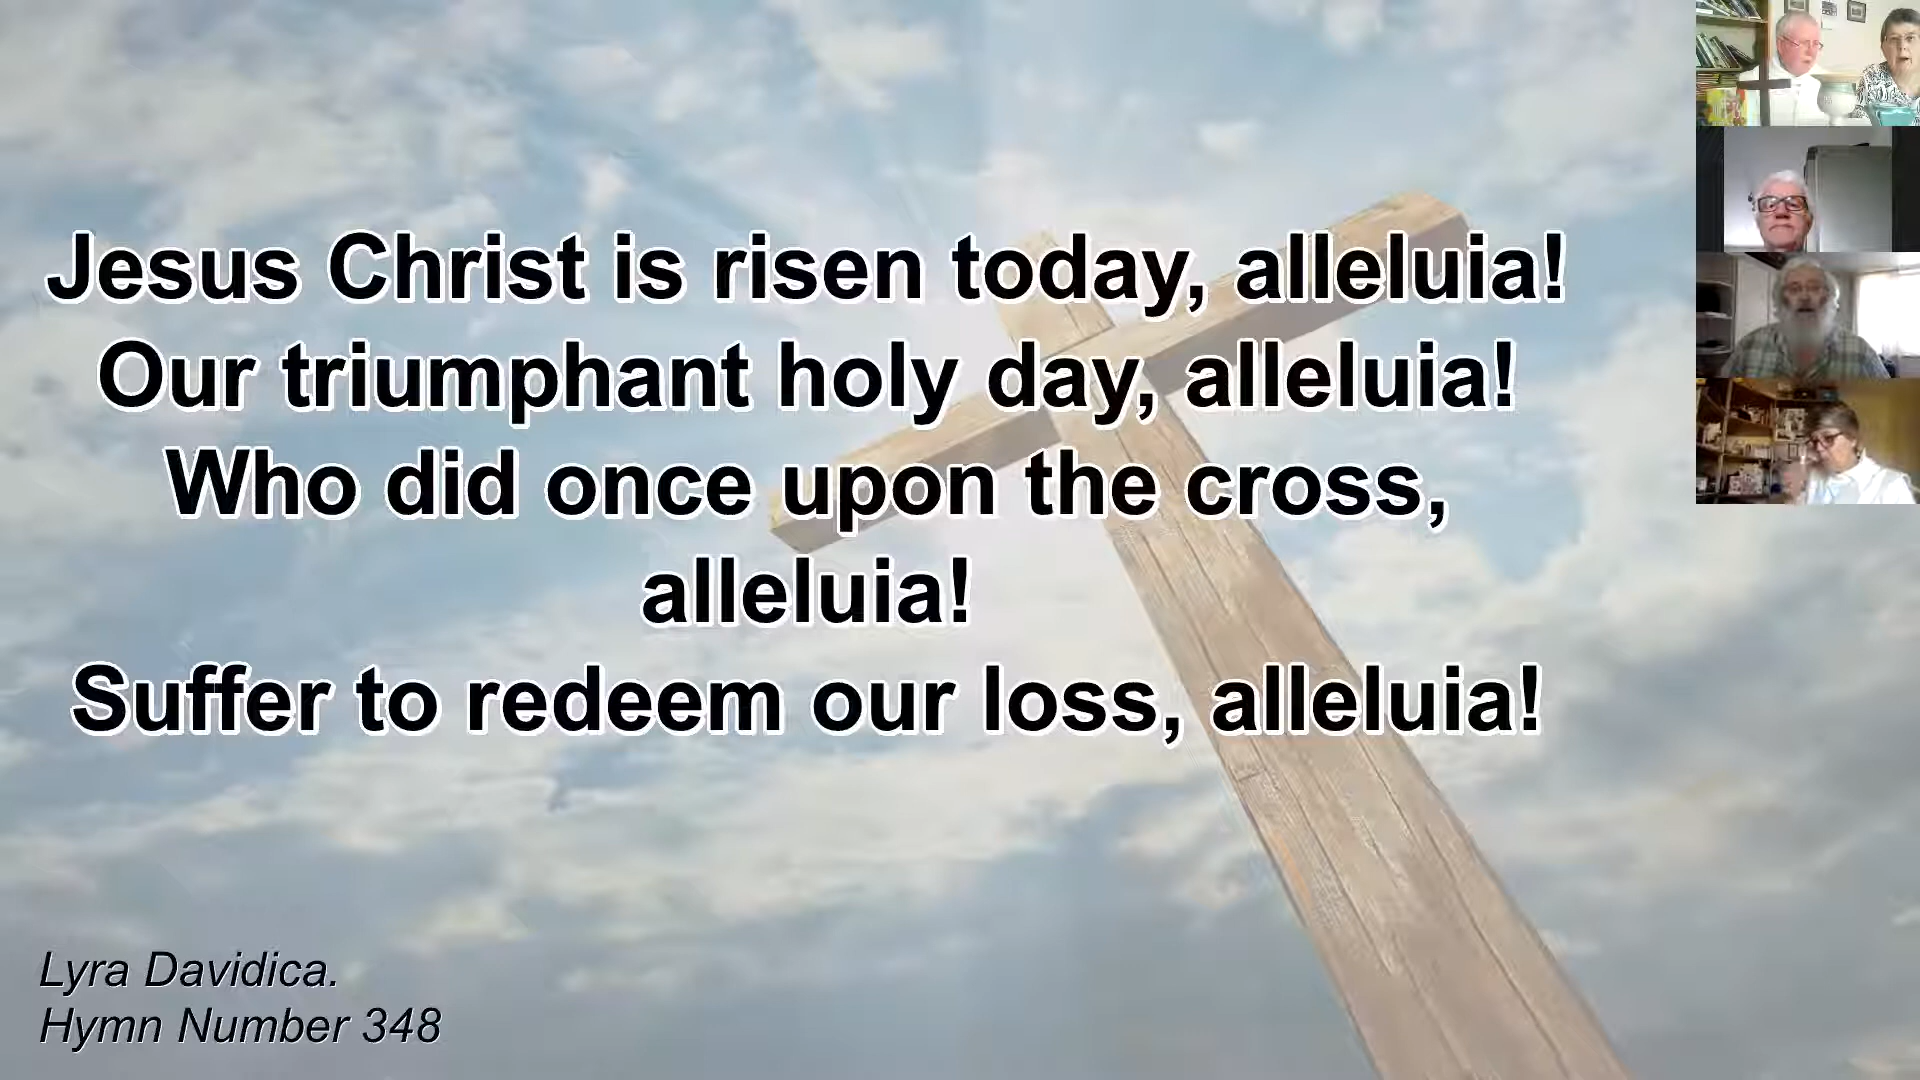 Jesus Christ is risen today, alleluia!
Our triumphant holy day, alleluia!
Who did once upon the cross,
alleluia!
Suffer to redeem our loss, alleluia!
Lyra Davidica.
Hymn Number 348